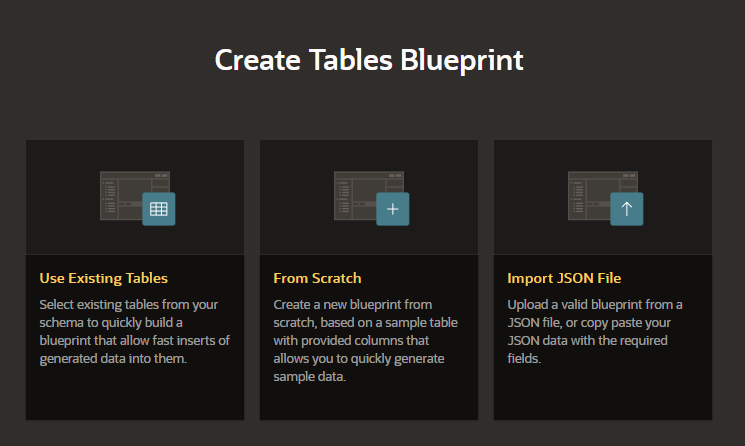 Create Tables Blueprint
Use Existing Tables
Select existing tables from your
schema to quickly build a
blueprint that allow fast inserts of
generated data into them.
From Scratch
Create a new blueprint from
scratch, based on a sample table
with provided columns that
allows you to quickly generate
sample data.
Import JSON File
Upload a valid blueprint from a
JSON file, or copy paste your
JSON data with the required
fields.